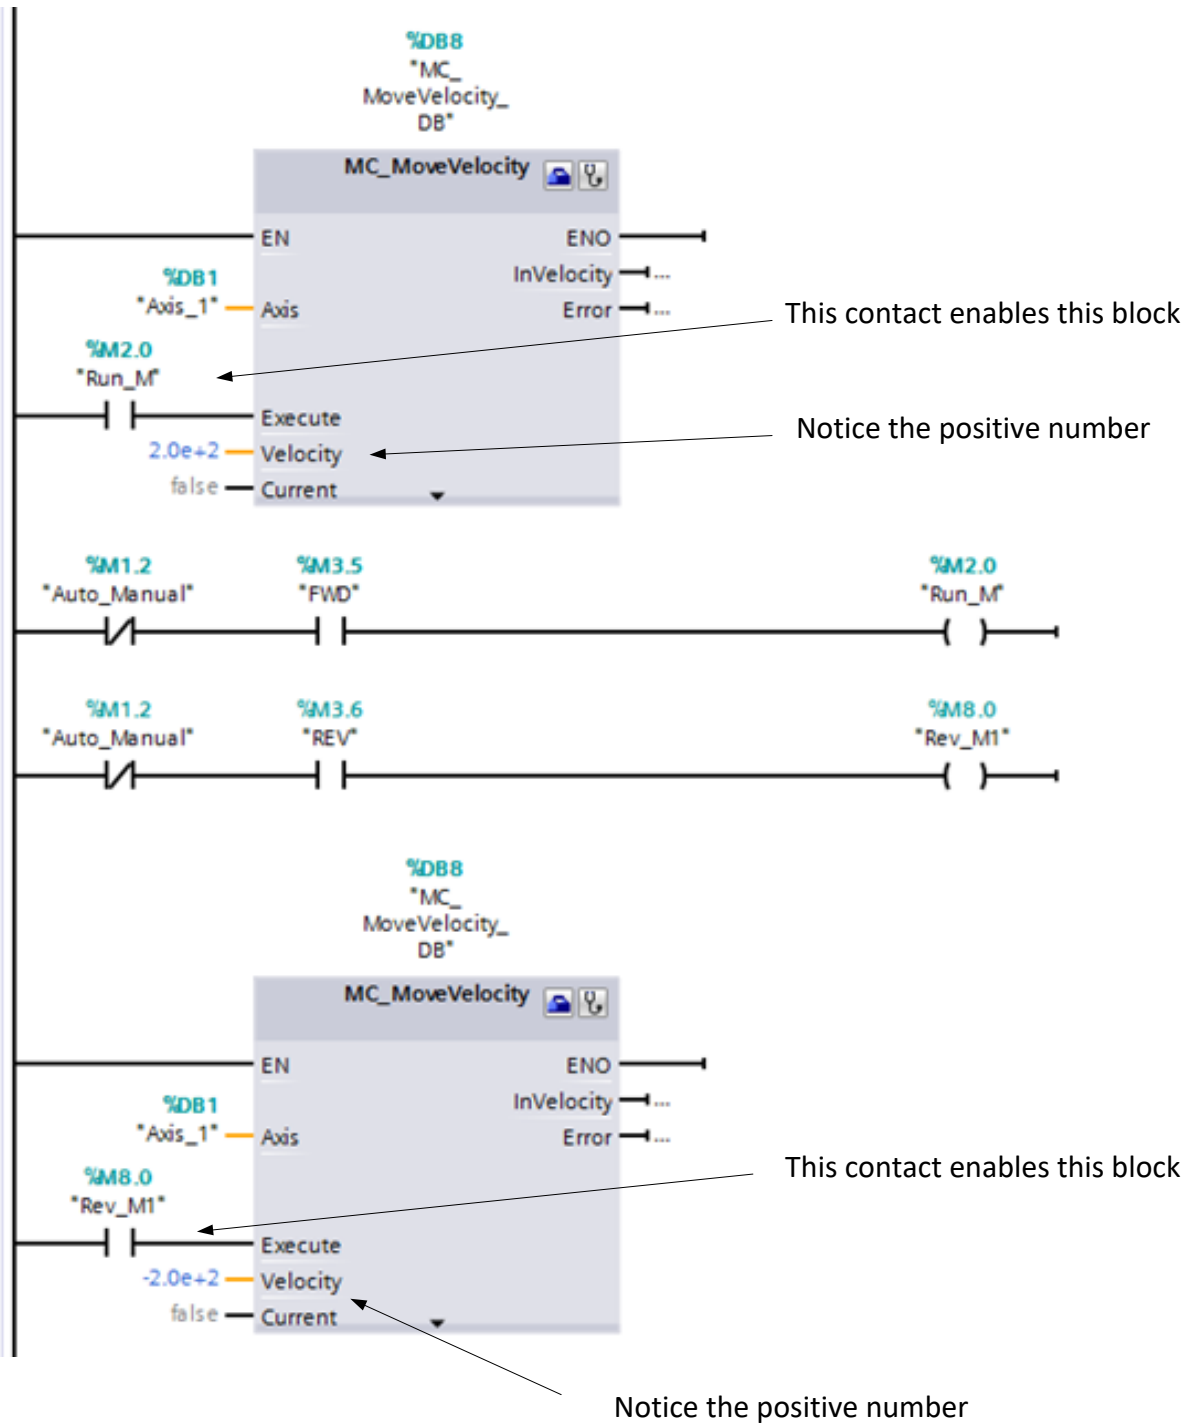 %DB8
"MC_
MoveVelocity_
DB"
MC_MoveVelocity
EN ENO
InVelocity ...
%DB1
"Axis_1" Axis Error ...
This contact enables this block
%M2.0
"Run_M"
Execute
Notice the positive number
2.0e+2 Velocity
false Current
%M1.2 %M3.5 %M2.0
"Auto_Manual" "FWD" "Run_M"
%M1.2 %M3.6 %M8.0
"Auto_Manual" "REV" "Rev_M1"
%DB8
"MC_
MoveVelocity_
DB"
MC_MoveVelocity
EN ENO
InVelocity ...
%DB1
"Axis_1" Axis Error ...
This contact enables this block
%M8.0
"Rev_M1"
Execute
-2.0e+2 Velocity
false Current
Notice the positive number